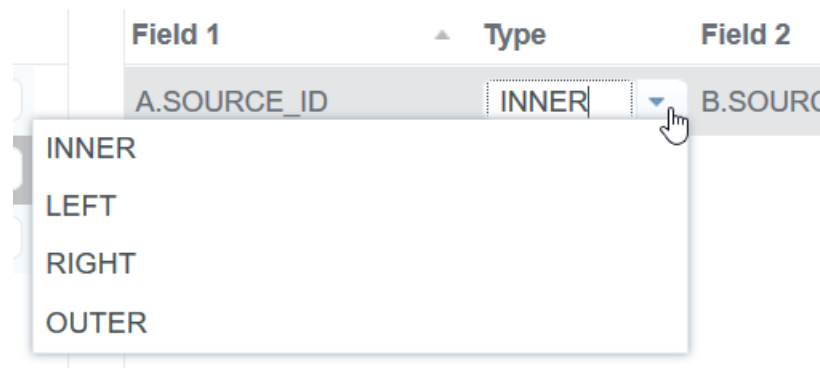 Field 1 Type Field 2
A.SOURCE_ID INNER
INNER
LEFT
RIGHT
OUTER